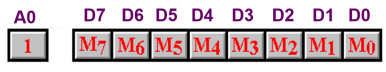 A0 D7 D6 D5 D4 D3 D2 D1 D0
1 M7 M6 M5 M4 M3 M2 M1 M0